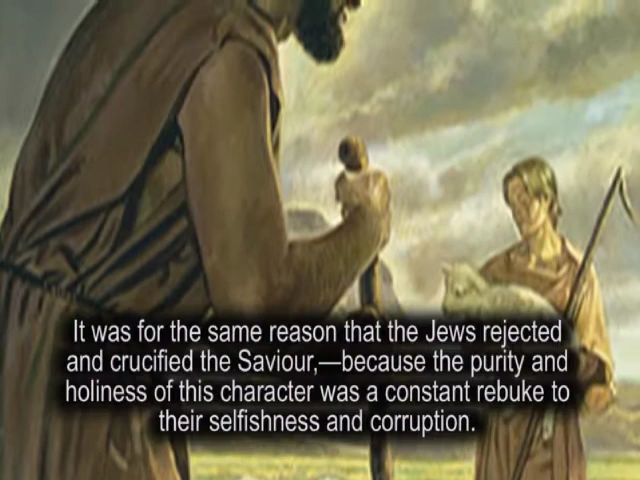 It was for the same reason that the Jews rejected
and crucified the Saviour,—because the purity and
holiness of this character was a constant rebuke to
their selfishness and corruption.